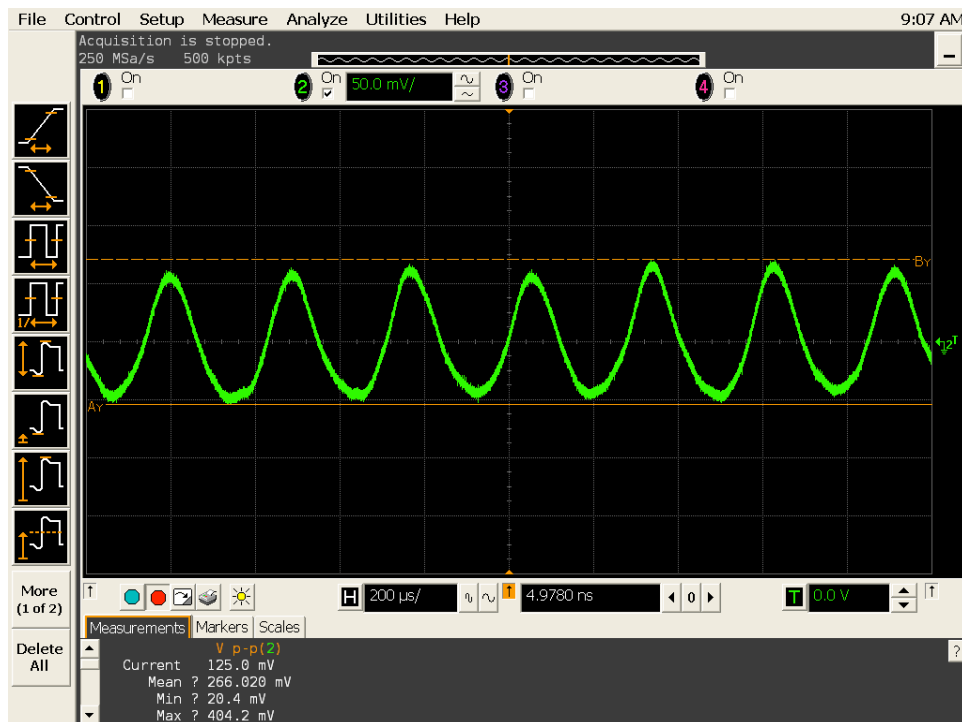 File Control Setup Measure Analyze Utilities Help 9:07 AM
Acquisition is stopped.
250 MSa/s 500 kpts
1 On 2 On 50.0 mV/ 3 On 4 On
BY
2T
AY
1/
More
(1 of 2)
Delete
All
H 200 µs/ 4.9780 ns 0 T 0.0 V
Measurements Markers Scales
V p-p(2)
Current 125.0 mV
Mean ? 266.020 mV
Min ? 20.4 mV
Max ? 404.2 mV
?